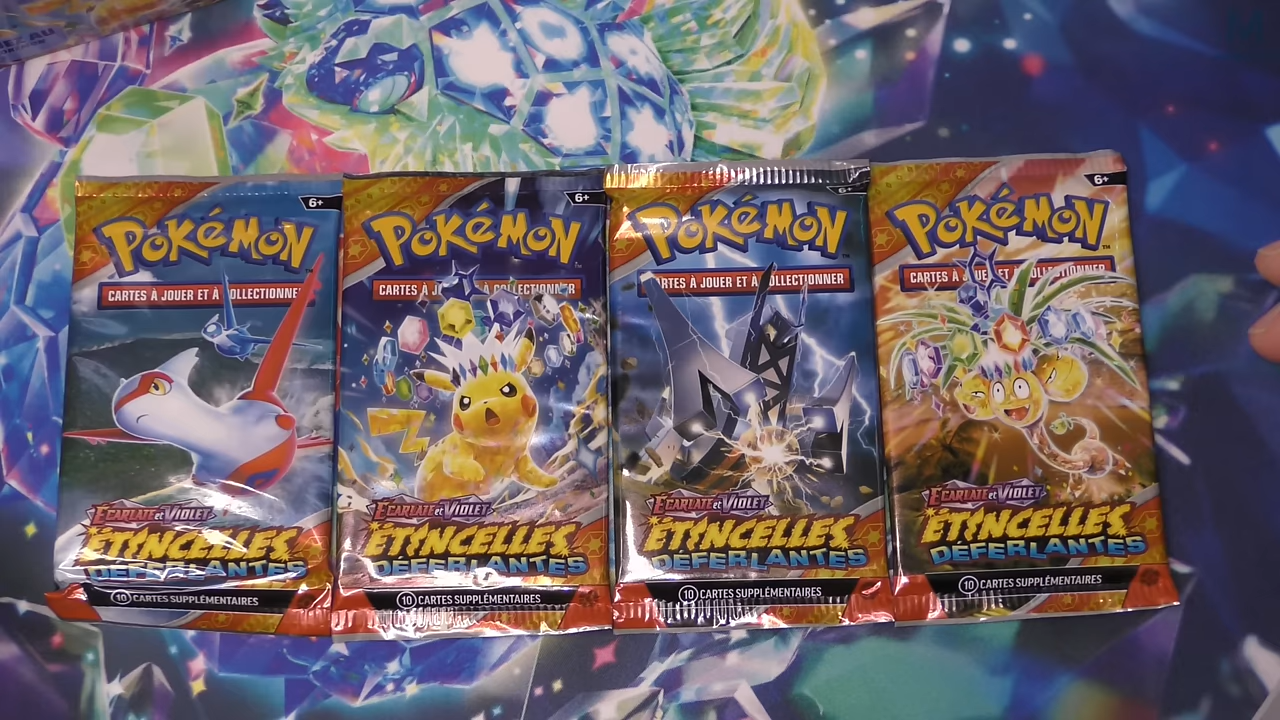 6+
POKÉMON
CARTES À JOUER ET À COLLECTIONNER
ÉCARLATE et VIOLET
ÉTINCELLES
DÉFERLANTES
10 CARTES SUPPLÉMENTAIRES
6+
POKÉMON
CARTES À JOUER ET À COLLECTIONNER
ÉCARLATE et VIOLET
ÉTINCELLES
DÉFERLANTES
10 CARTES SUPPLÉMENTAIRES
6+
POKÉMON
CARTES À JOUER ET À COLLECTIONNER
ÉCARLATE et VIOLET
ÉTINCELLES
DÉFERLANTES
10 CARTES SUPPLÉMENTAIRES
6+
POKÉMON
CARTES À JOUER ET À COLLECTIONNER
ÉCARLATE et VIOLET
ÉTINCELLES
DÉFERLANTES
10 CARTES SUPPLÉMENTAIRES